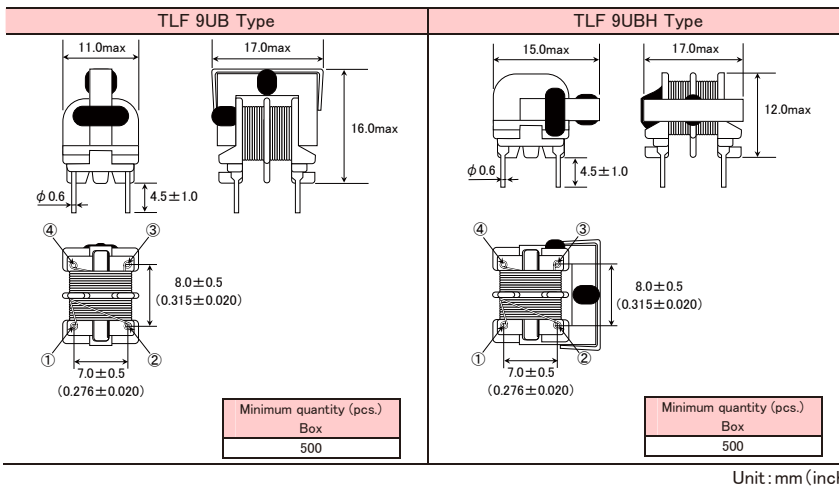 TLF 9UB Type
11.0max
17.0max
16.0max
φ0.6
4.5±1.0
④
③
8.0±0.5
(0.315±0.020)
①
②
7.0±0.5
(0.276±0.020)
Minimum quantity (pcs.)
Box
500
TLF 9UBH Type
15.0max
17.0max
12.0max
φ0.6
4.5±1.0
④
③
8.0±0.5
(0.315±0.020)
①
②
7.0±0.5
(0.276±0.020)
Minimum quantity (pcs.)
Box
500
Unit:mm(incl